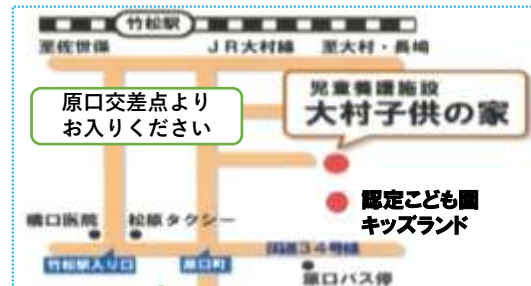 竹松駅
至佐世保
JR大村線
至大村・長崎
原口交差点より
お入りください
児童養護施設
大村子供の家
認定こども園
キッズランド
橋口医院
松原タクシー
国道34号線
竹松駅入り口
原口町
原口バス停